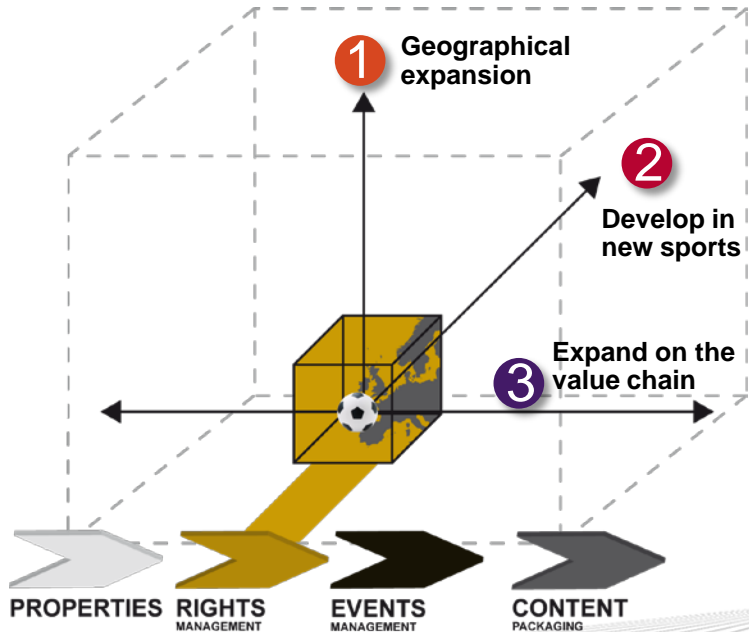 1
Geographical
expansion
2
Develop in
new sports
3
Expand on the
value chain
PROPERTIES
RIGHTS
MANAGEMENT
EVENTS
MANAGEMENT
CONTENT
PACKAGING